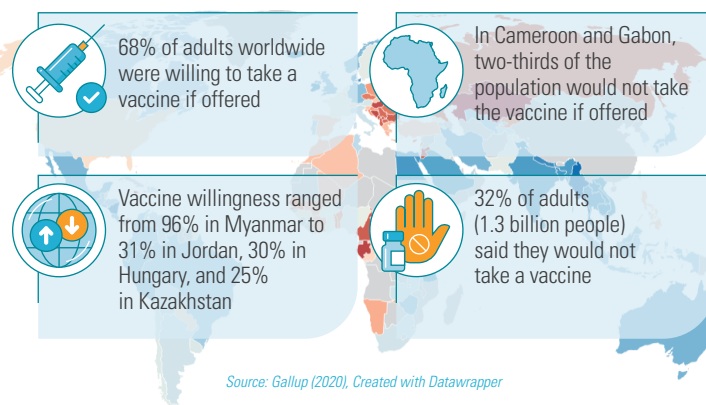 68% of adults worldwide
were willing to take a
vaccine if offered
In Cameroon and Gabon,
two-thirds of the
population would not take
the vaccine if offered
Vaccine willingness ranged
from 96% in Myanmar to
31% in Jordan, 30% in
Hungary, and 25%
in Kazakhstan
32% of adults
(1.3 billion people)
said they would not
take a vaccine
Source: Gallup (2020), Created with Datawrapper